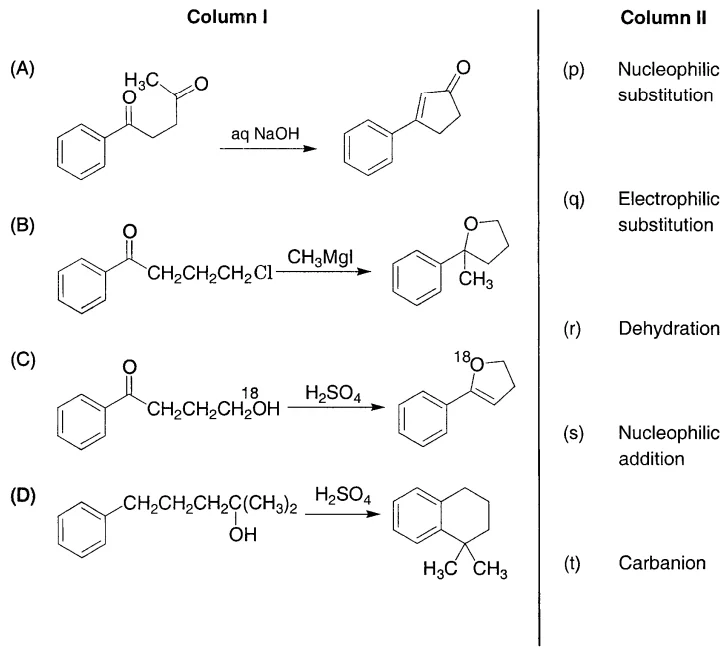 Column I
Column II
(A)
H₃C
O
O
aq NaOH
O
(p) Nucleophilic
substitution
(B)
O
CH₂CH₂CH₂Cl
CH₃MgI
O
CH₃
(q) Electrophilic
substitution
(r) Dehydration
(C)
O
CH₂CH₂CH₂OH
18
H₂SO₄
18
O
(s) Nucleophilic
addition
(D)
CH₂CH₂CH₂C(CH₃)₂
OH
H₂SO₄
H₃C CH₃
(t) Carbanion